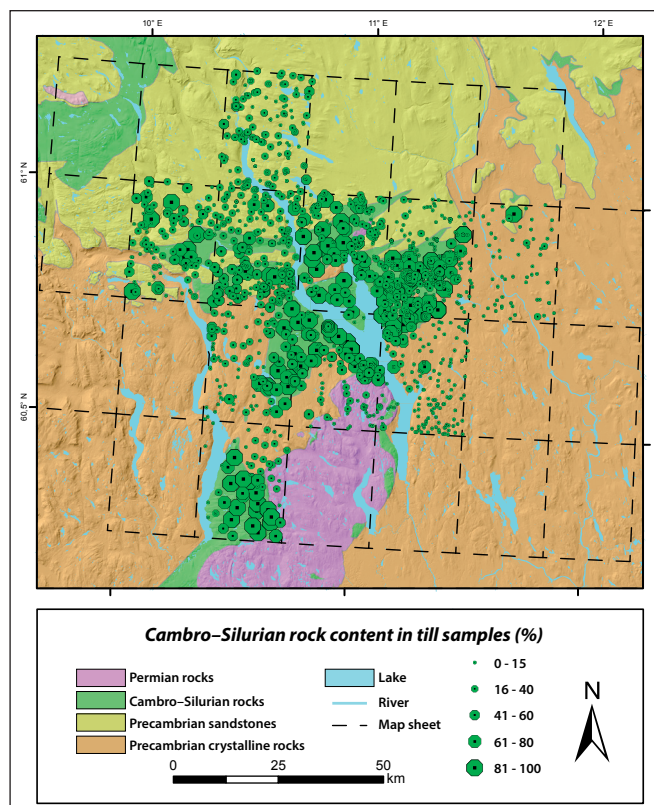 10° E
11° E
12° E
61° N
60,5° N
Cambro–Silurian rock content in till samples (%)
Permian rocks
Cambro–Silurian rocks
Precambrian sandstones
Precambrian crystalline rocks
Lake
River
Map sheet
0 - 15
16 - 40
41 - 60
61 - 80
81 - 100
N
0 25 50
km